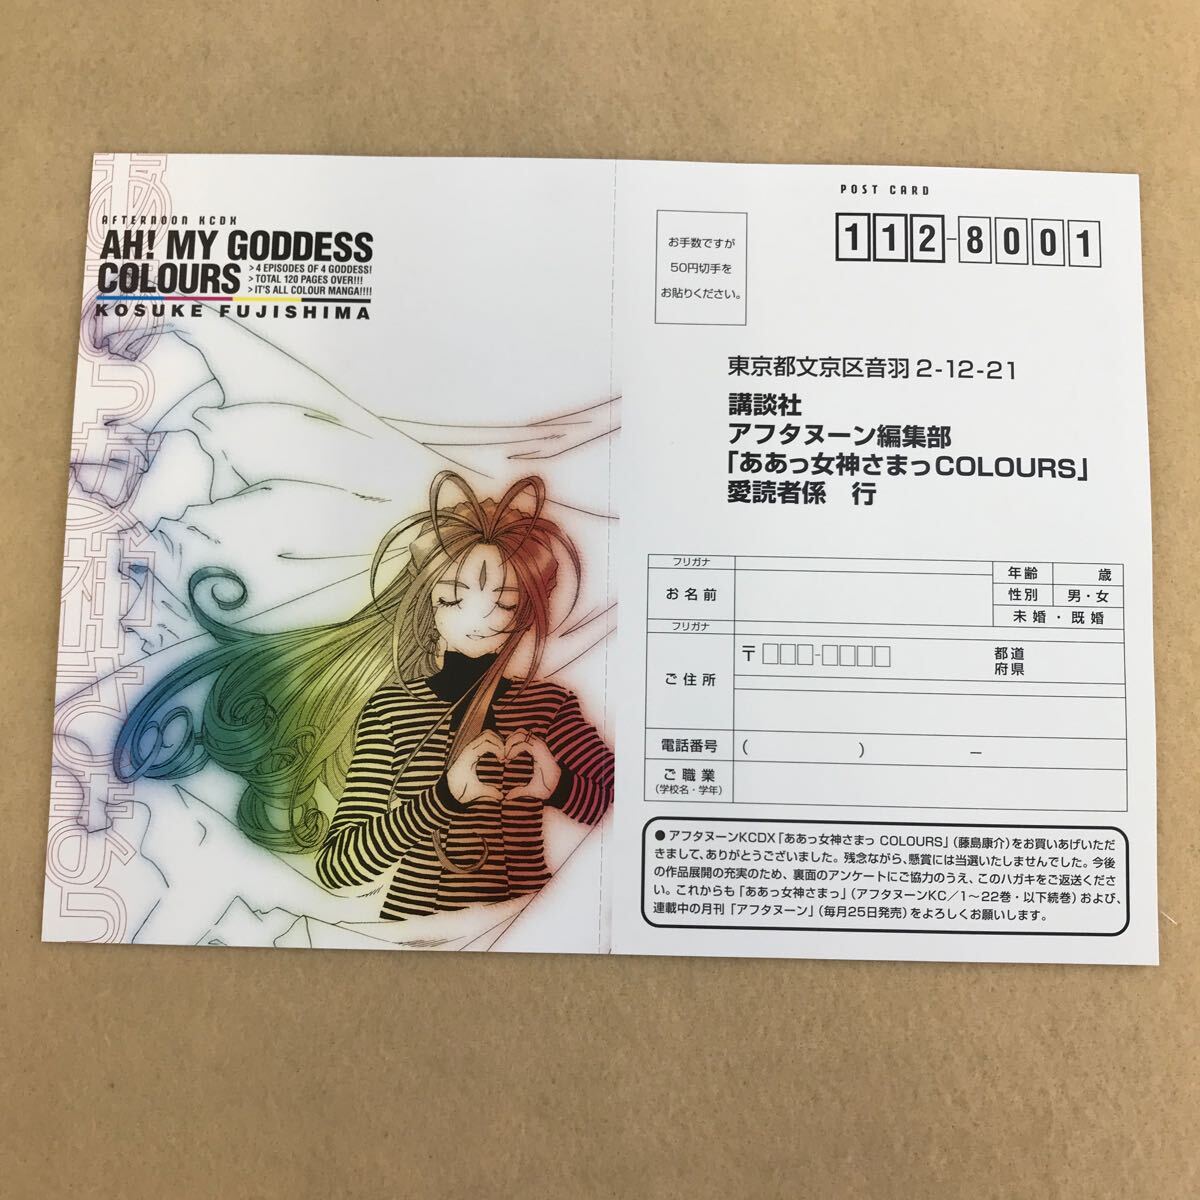 AFTERNOON KCDX
AH! MY GODDESS
COLOURS
> 4 EPISODES OF 4 GODDESS!
> TOTAL 120 PAGES OVER!!!
> IT'S ALL COLOUR MANGA!!!!
KOSUKE FUJISHIMA
POST CARD
お手数ですが
50円切手を
お貼りください。
112-8001
東京都文京区音羽2-12-21
講談社
アフタヌーン編集部
「ああっ女神さまっCOLOURS」
愛読者係 行
フリガナ
お名前
年齢 歳
性別 男・女
未婚・既婚
フリガナ
ご住所
〒□□□-□□□□
都道
府県
電話番号 ( ) −
ご職業
(学校名・学年)
●アフタヌーンKCDX「ああっ女神さまっ COLOURS」(藤島康介)をお買いあげいただ
きまして、ありがとうございました。残念ながら、懸賞には当選いたしませんでした。今後
の作品展開の充実のため、裏面のアンケートにご協力のうえ、このハガキをご返送くださ
い。これからも「ああっ女神さまっ」(アフタヌーンKC/1〜22巻・以下続巻)および、
連載中の月刊「アフタヌーン」(毎月25日発売)をよろしくお願いします。